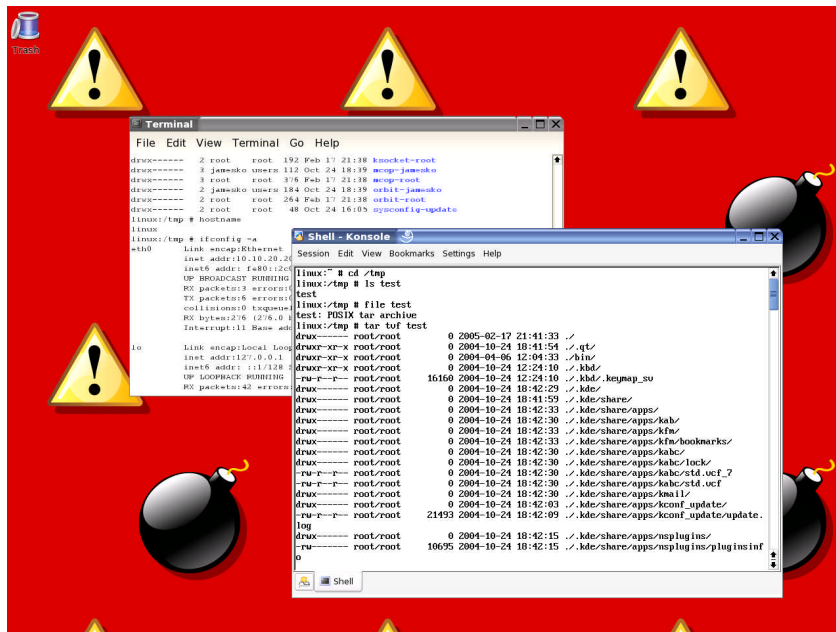 Trash
Terminal
File Edit View Terminal Go Help
drwx------ 2 root root 192 Feb 17 21:38 ksocket-root
drwx------ 3 jamesko users 112 Oct 24 18:39 mcop-jamesko
drwx------ 3 root root 376 Feb 17 21:38 mcop-root
drwx------ 2 jamesko users 184 Oct 24 18:39 orbit-jamesko
drwx------ 2 root root 264 Feb 17 21:38 orbit-root
drwx------ 2 root root 48 Oct 24 16:05 sysconfig-update
linux:/tmp # hostname
linux
linux:/tmp # ifconfig -a
eth0 Link encap:Ethernet
inet addr:10.10.20.20
inet6 addr: fe80::2c0
UP BROADCAST RUNNING
RX packets:3 errors:0
TX packets:6 errors:0
collisions:0 txqueuel
RX bytes:276 (276.0 b
Interrupt:11 Base add
lo Link encap:Local Loop
inet addr:127.0.0.1
inet6 addr: ::1/128 S
UP LOOPBACK RUNNING
RX packets:42 errors:
Shell - Konsole
Session Edit View Bookmarks Settings Help
linux:~ # cd /tmp
linux:/tmp # ls test
test
linux:/tmp # file test
test: POSIX tar archive
linux:/tmp # tar tvf test
drwx------ root/root 0 2005-02-17 21:41:33 ./
drwxr-xr-x root/root 0 2004-10-24 18:41:54 ./.qt/
drwxr-xr-x root/root 0 2004-04-06 12:04:33 ./bin/
drwxr-xr-x root/root 0 2004-10-24 12:24:10 ./.kbd/
-rw-r--r-- root/root 16160 2004-10-24 12:24:10 ./.kbd/.keymap_sv
drwx------ root/root 0 2004-10-24 18:42:29 ./.kde/
drwx------ root/root 0 2004-10-24 18:41:59 ./.kde/share/
drwx------ root/root 0 2004-10-24 18:42:33 ./.kde/share/apps/
drwx------ root/root 0 2004-10-24 18:42:30 ./.kde/share/apps/kab/
drwx------ root/root 0 2004-10-24 18:42:33 ./.kde/share/apps/kfm/
drwx------ root/root 0 2004-10-24 18:42:33 ./.kde/share/apps/kfm/bookmarks/
drwx------ root/root 0 2004-10-24 18:42:30 ./.kde/share/apps/kabc/
drwx------ root/root 0 2004-10-24 18:42:30 ./.kde/share/apps/kabc/lock/
-rw-r--r-- root/root 0 2004-10-24 18:42:30 ./.kde/share/apps/kabc/std.vcf_7
-rw-r--r-- root/root 0 2004-10-24 18:42:30 ./.kde/share/apps/kabc/std.vcf
drwx------ root/root 0 2004-10-24 18:42:30 ./.kde/share/apps/kmail/
drwx------ root/root 0 2004-10-24 18:42:03 ./.kde/share/apps/kconf_update/
-rw-r--r-- root/root 21493 2004-10-24 18:42:09 ./.kde/share/apps/kconf_update/update.
log
drwx------ root/root 0 2004-10-24 18:42:15 ./.kde/share/apps/nsplugins/
-rw------- root/root 10695 2004-10-24 18:42:15 ./.kde/share/apps/nsplugins/pluginsinf
o
Shell